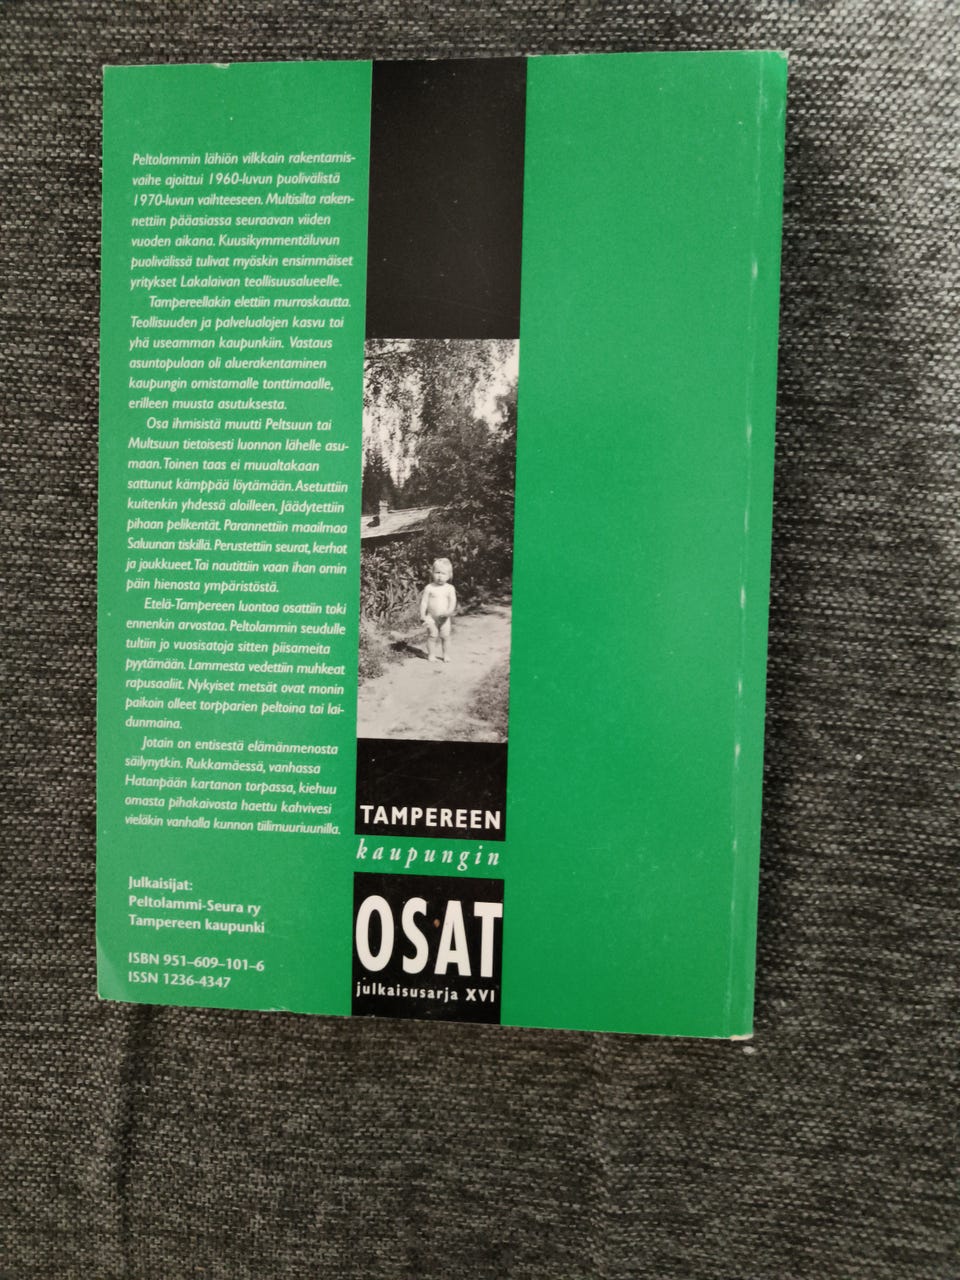 Peltolammin lähiön vilkkain rakentamis-
vaihe ajoittui 1960-luvun puolivälistä
1970-luvun vaihteeseen. Multisilta raken-
nettiin pääasiassa seuraavan viiden
vuoden aikana. Kuusikymmentäluvun
puolivälissä tulivat myöskin ensimmäiset
yritykset Lakalaivan teollisuusalueelle.
Tampereellakin elettiin murroskautta.
Teollisuuden ja palvelualojen kasvu toi
yhä useamman kaupunkiin. Vastaus
asuntopulaan oli aluerakentaminen
kaupungin omistamalle tonttimaalle,
erilleen muusta asutuksesta.
Osa ihmisistä muutti Peltsuun tai
Multsuun tietoisesti luonnon lähelle asu-
maan. Toinen taas ei muualtakaan
sattunut kämppää löytämään. Asetuttiin
kuitenkin yhdessä aloilleen. Jäädytettiin
pihaan pelikentät. Parannettiin maailmaa
Saluunan tiskillä. Perustettiin seurat, kerhot
ja joukkueet. Tai nautittiin vaan ihan omin
päin hienosta ympäristöstä.
Etelä-Tampereen luontoa osattiin toki
ennenkin arvostaa. Peltolammin seudulle
tultiin jo vuosisatoja sitten piisameita
pyytämään. Lammesta vedettiin muhkeat
rapusaaliit. Nykyiset metsät ovat monin
paikoin olleet torpparien peltoina tai lai-
dunmaina.
Jotain on entisestä elämänmenosta
säilynytkin. Rukkamäessä, vanhassa
Hatanpään kartanon torpassa, kiehuu
omasta pihakaivosta haettu kahvivesi
vieläkin vanhalla kunnon tiilimuuriuunilla.
Julkaisijat:
Peltolammi-Seura ry
Tampereen kaupunki
ISBN 951–609–101–6
ISSN 1236-4347
TAMPEREEN
kaupungin
OSAT
julkaisusarja XVI